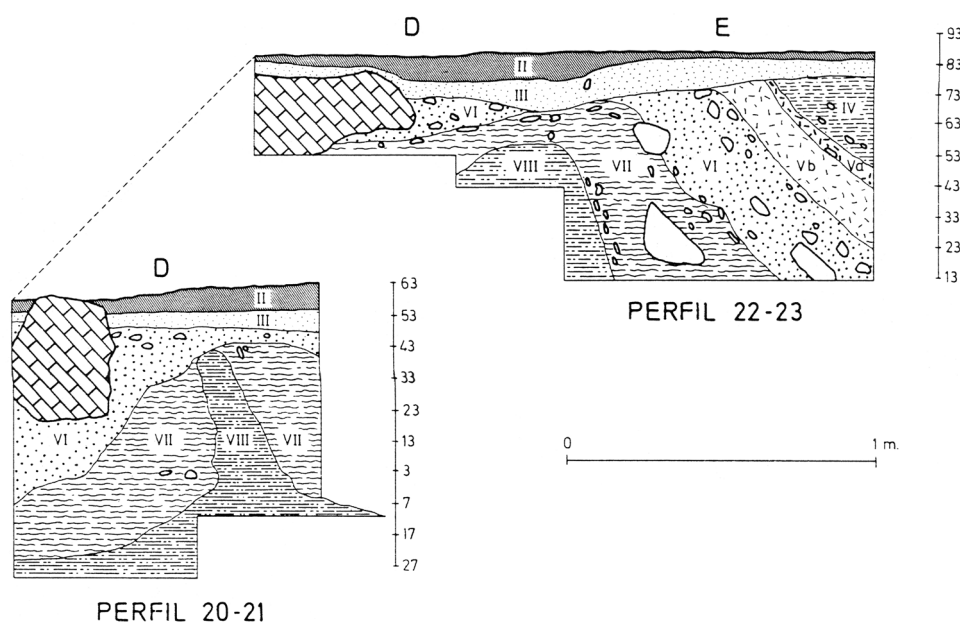 D E
93
83
73
63
53
43
33
23
13
II
III
VI
IV
VIII VII VI Vb Va
PERFIL 22-23
D
63
53
43
33
23
13
3
7
17
27
II
III
VI VII VIII VII
0 1 m.
PERFIL 20-21